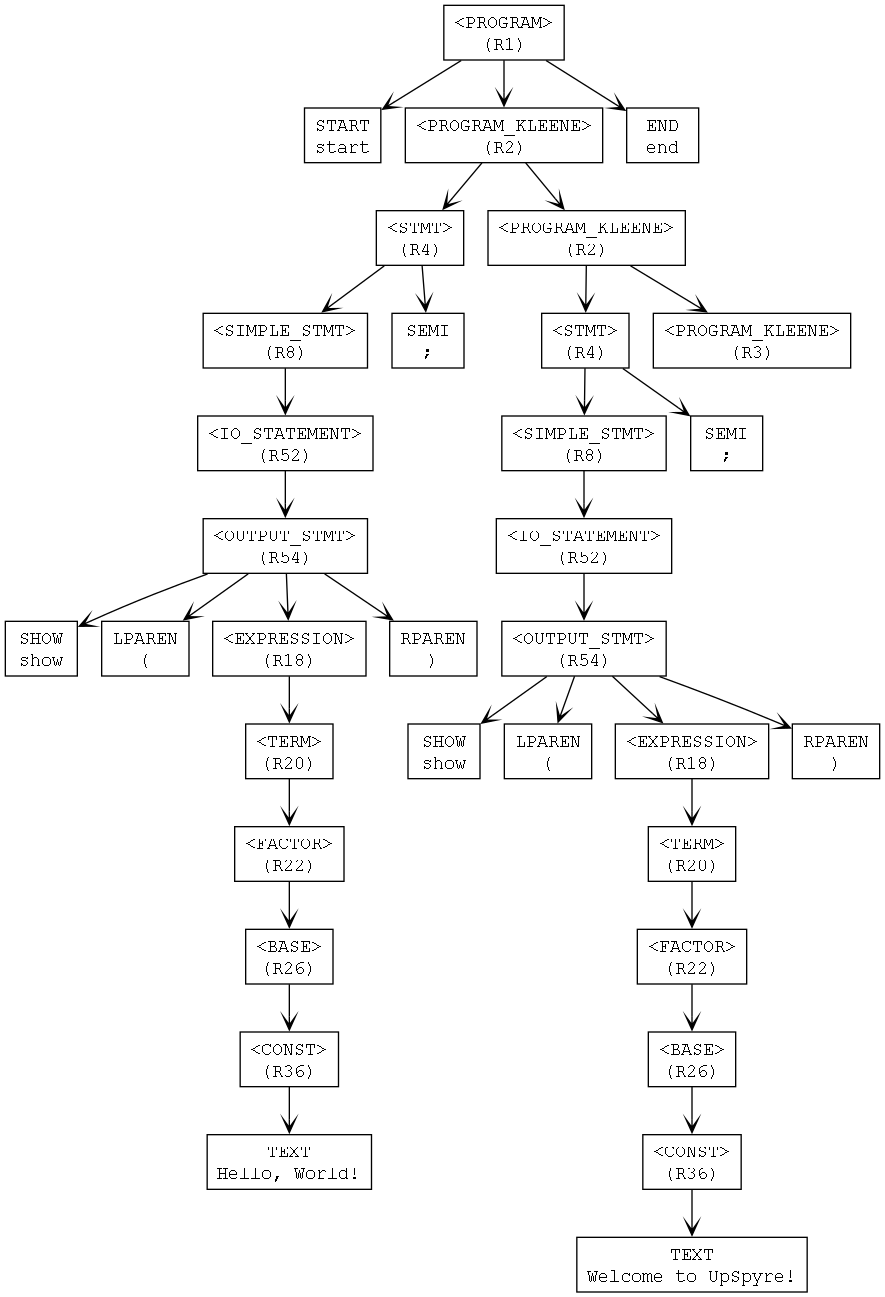 <PROGRAM>
(R1)
START
start
<PROGRAM_KLEENE>
(R2)
END
end
<STMT>
(R4)
<PROGRAM_KLEENE>
(R2)
<SIMPLE_STMT>
(R8)
SEMI
;
<STMT>
(R4)
<PROGRAM_KLEENE>
(R3)
<IO_STATEMENT>
(R52)
<SIMPLE_STMT>
(R8)
SEMI
;
<OUTPUT_STMT>
(R54)
<IO_STATEMENT>
(R52)
SHOW
show
LPAREN
(
<EXPRESSION>
(R18)
RPAREN
)
<OUTPUT_STMT>
(R54)
<TERM>
(R20)
SHOW
show
LPAREN
(
<EXPRESSION>
(R18)
RPAREN
)
<FACTOR>
(R22)
<TERM>
(R20)
<BASE>
(R26)
<FACTOR>
(R22)
<CONST>
(R36)
<BASE>
(R26)
TEXT
Hello, World!
<CONST>
(R36)
TEXT
Welcome to UpSpyre!